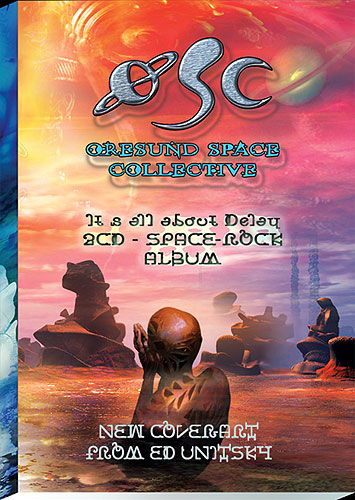 OSC
ORESUND SPACE
COLLECTIVE
It s all about Delay
2CD - SPACE-ROCK
ALBUM
NEW COVERART
FROM ED UNITSKY